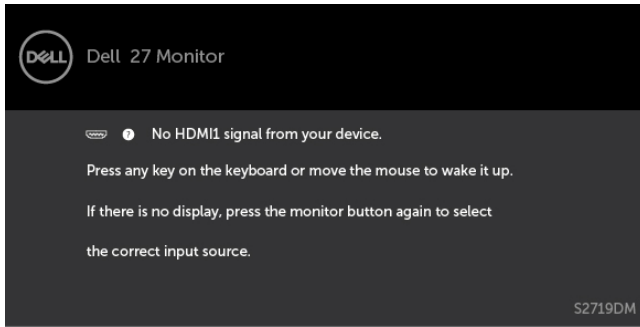 DELL
Dell 27 Monitor
? No HDMI1 signal from your device.
Press any key on the keyboard or move the mouse to wake it up.
If there is no display, press the monitor button again to select
the correct input source.
S2719DM